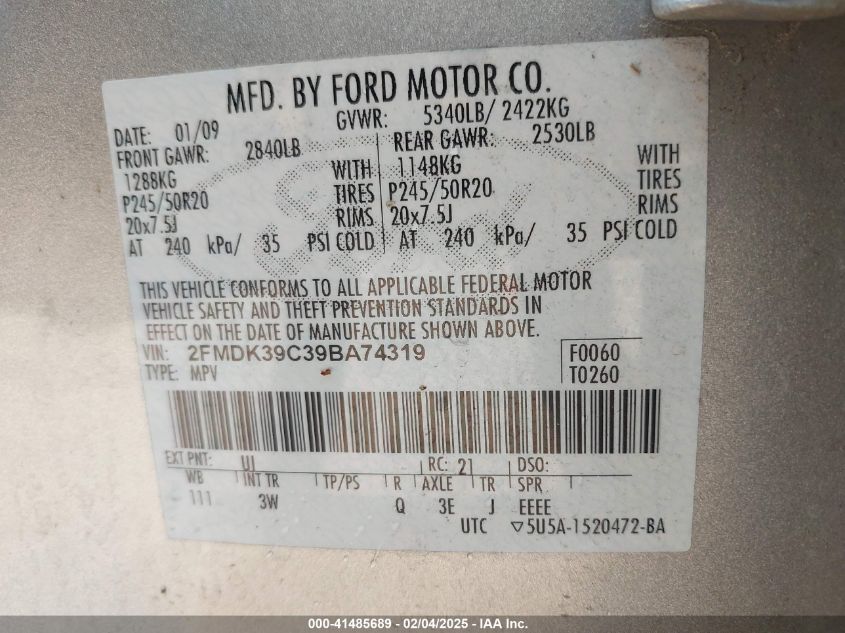 MFD. BY FORD MOTOR CO.
DATE: 01/09 GVWR: 5340LB/ 2422KG
FRONT GAWR: 2840LB REAR GAWR: 2530LB
1288KG WITH 1148KG WITH
P245/50R20 TIRES P245/50R20 TIRES
20x7.5J RIMS 20x7.5J RIMS
AT 240 kPa/ 35 PSI COLD AT 240 kPa/ 35 PSI COLD
THIS VEHICLE CONFORMS TO ALL APPLICABLE FEDERAL MOTOR
VEHICLE SAFETY AND THEFT PREVENTION STANDARDS IN
EFFECT ON THE DATE OF MANUFACTURE SHOWN ABOVE.
VIN: 2FMDK39C39BA74319 F0060
TYPE: MPV T0260
EXT PNT: UJ RC: 21 DSO:
WB INT TR TP/PS R AXLE TR SPR
111 3W Q 3E J EEEE
UTC ▽5U5A-1520472-BA
000-41485689 - 02/04/2025 - IAA Inc.